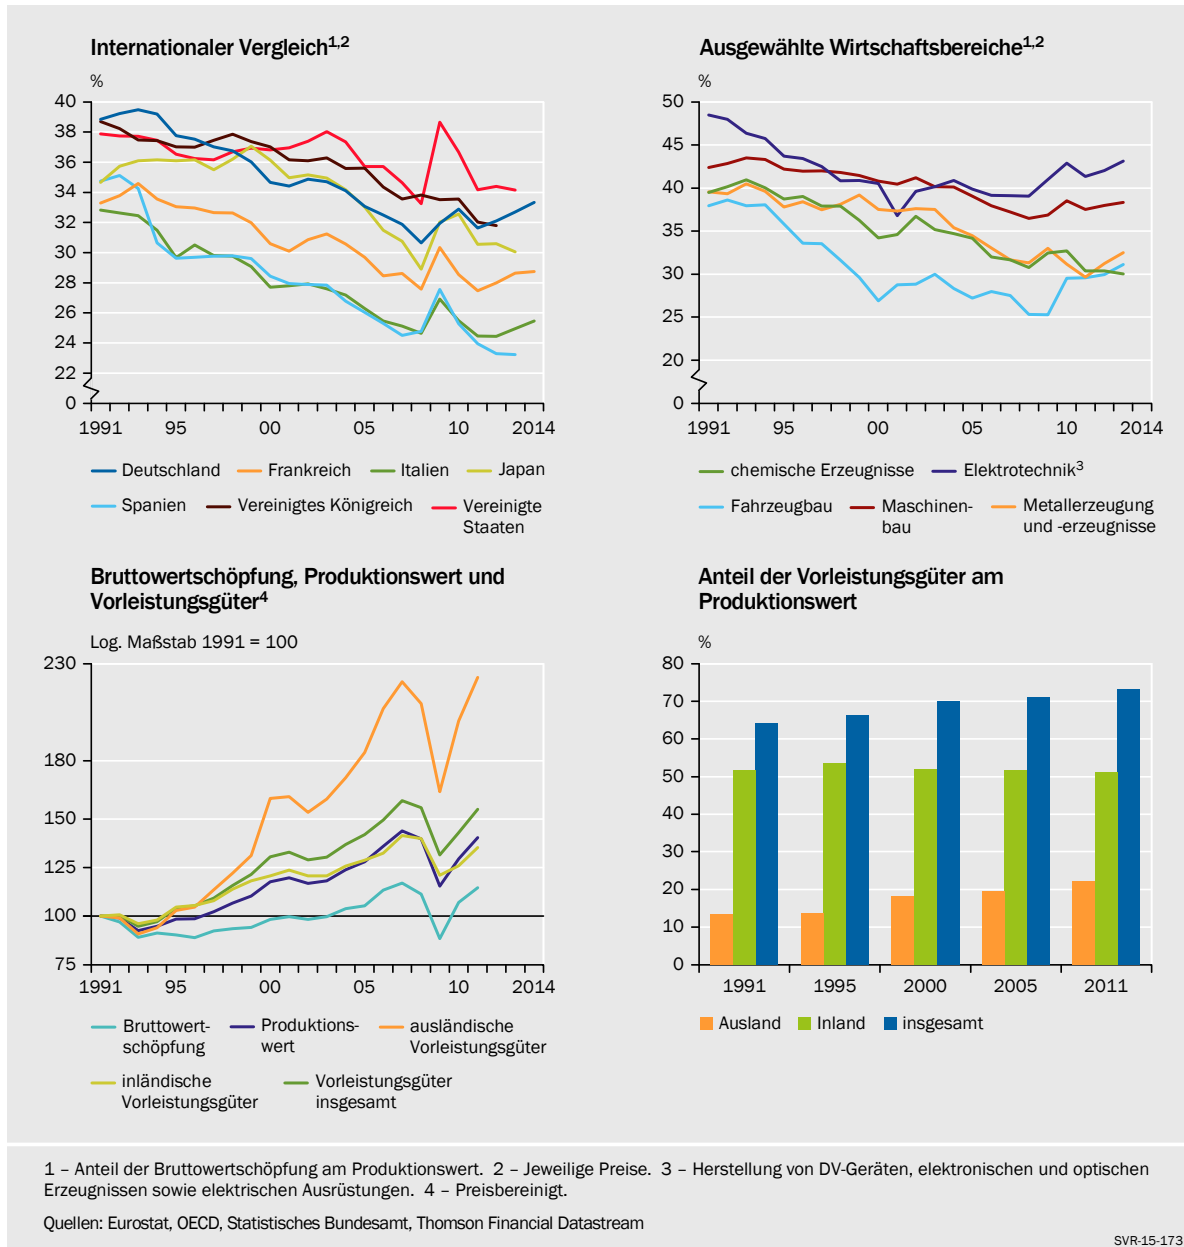 Internationaler Vergleich1,2
%
40
38
36
34
32
30
28
26
24
22
0
1991 95 00 05 10 2014
Deutschland Frankreich Italien Japan
Spanien Vereinigtes Königreich Vereinigte
Staaten
Ausgewählte Wirtschaftsbereiche1,2
%
50
45
40
35
30
25
20
0
1991 95 00 05 10 2014
chemische Erzeugnisse Elektrotechnik3
Fahrzeugbau Maschinen-
bau
Metallerzeugung
und -erzeugnisse
Bruttowertschöpfung, Produktionswert und
Vorleistungsgüter4
Log. Maßstab 1991 = 100
230
180
150
125
100
75
1991 95 00 05 10 2014
Bruttowert-
schöpfung
Produktions-
wert
ausländische
Vorleistungsgüter
inländische
Vorleistungsgüter
Vorleistungsgüter
insgesamt
Anteil der Vorleistungsgüter am
Produktionswert
%
80
70
60
50
40
30
20
10
0
1991 1995 2000 2005 2011
Ausland Inland insgesamt
1 – Anteil der Bruttowertschöpfung am Produktionswert. 2 – Jeweilige Preise. 3 – Herstellung von DV-Geräten, elektronischen und optischen
Erzeugnissen sowie elektrischen Ausrüstungen. 4 – Preisbereinigt.
Quellen: Eurostat, OECD, Statistisches Bundesamt, Thomson Financial Datastream
SVR-15-173